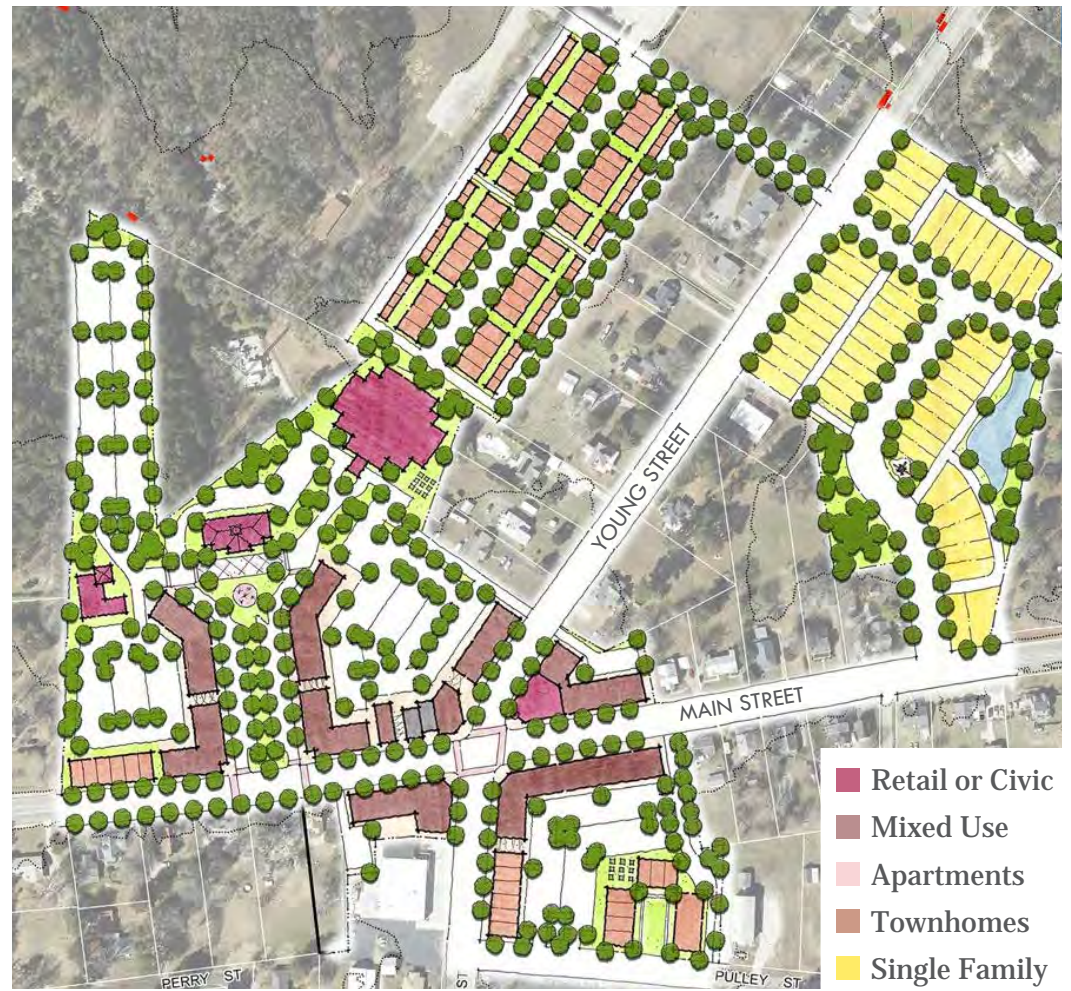 YOUNG STREET
MAIN STREET
Retail or Civic
Mixed Use
Apartments
Townhomes
Single Family
PERRY ST
ST
PULLEY ST